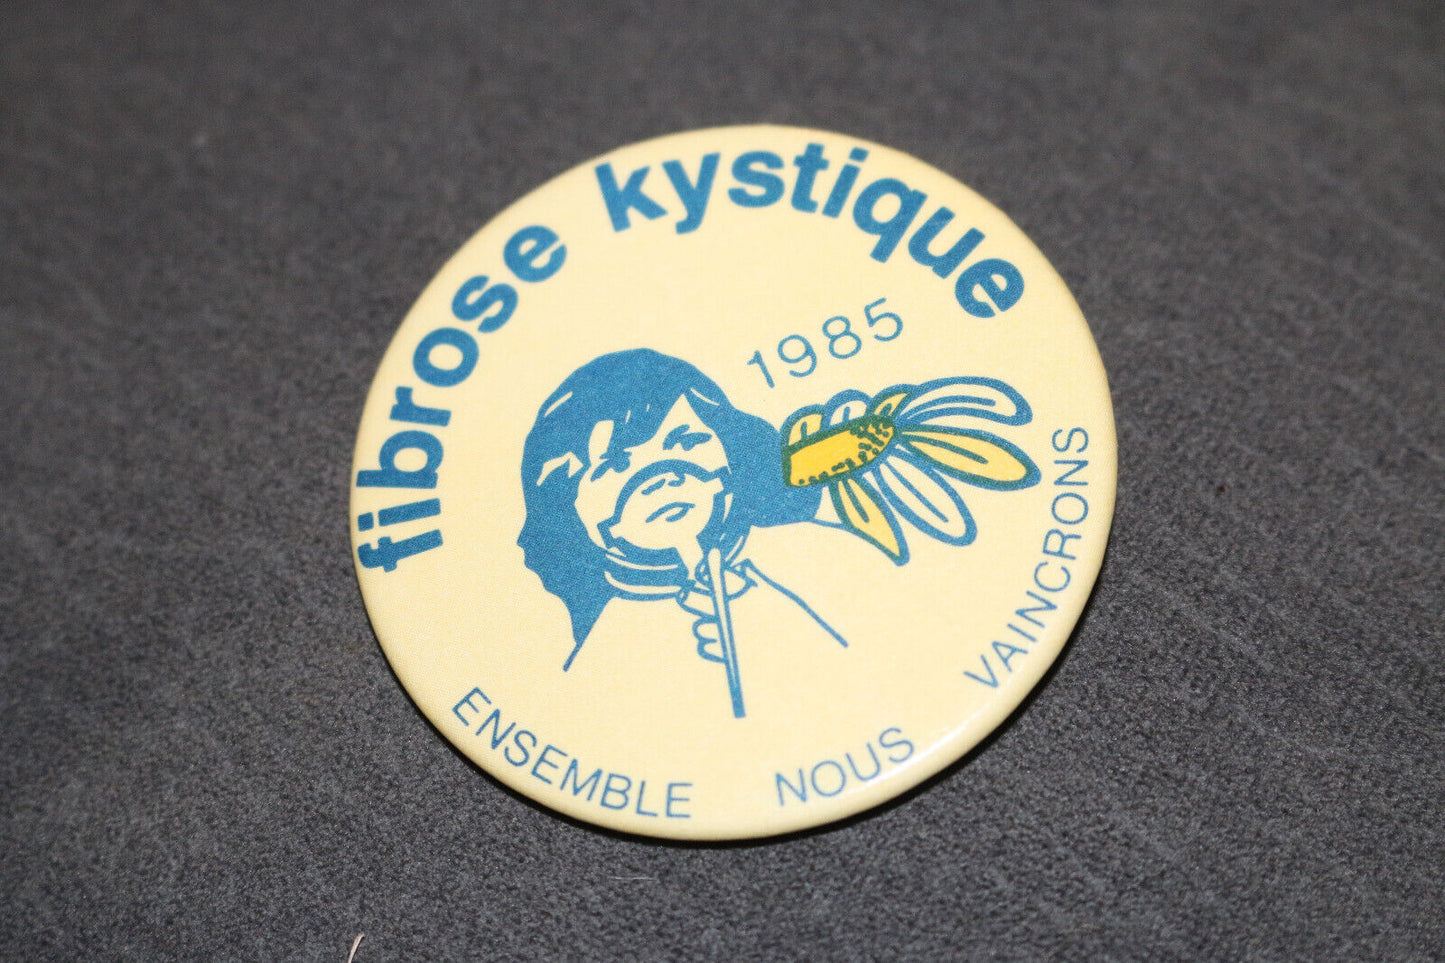 fibrose kystique
1985
ENSEMBLE NOUS VAINCRONS